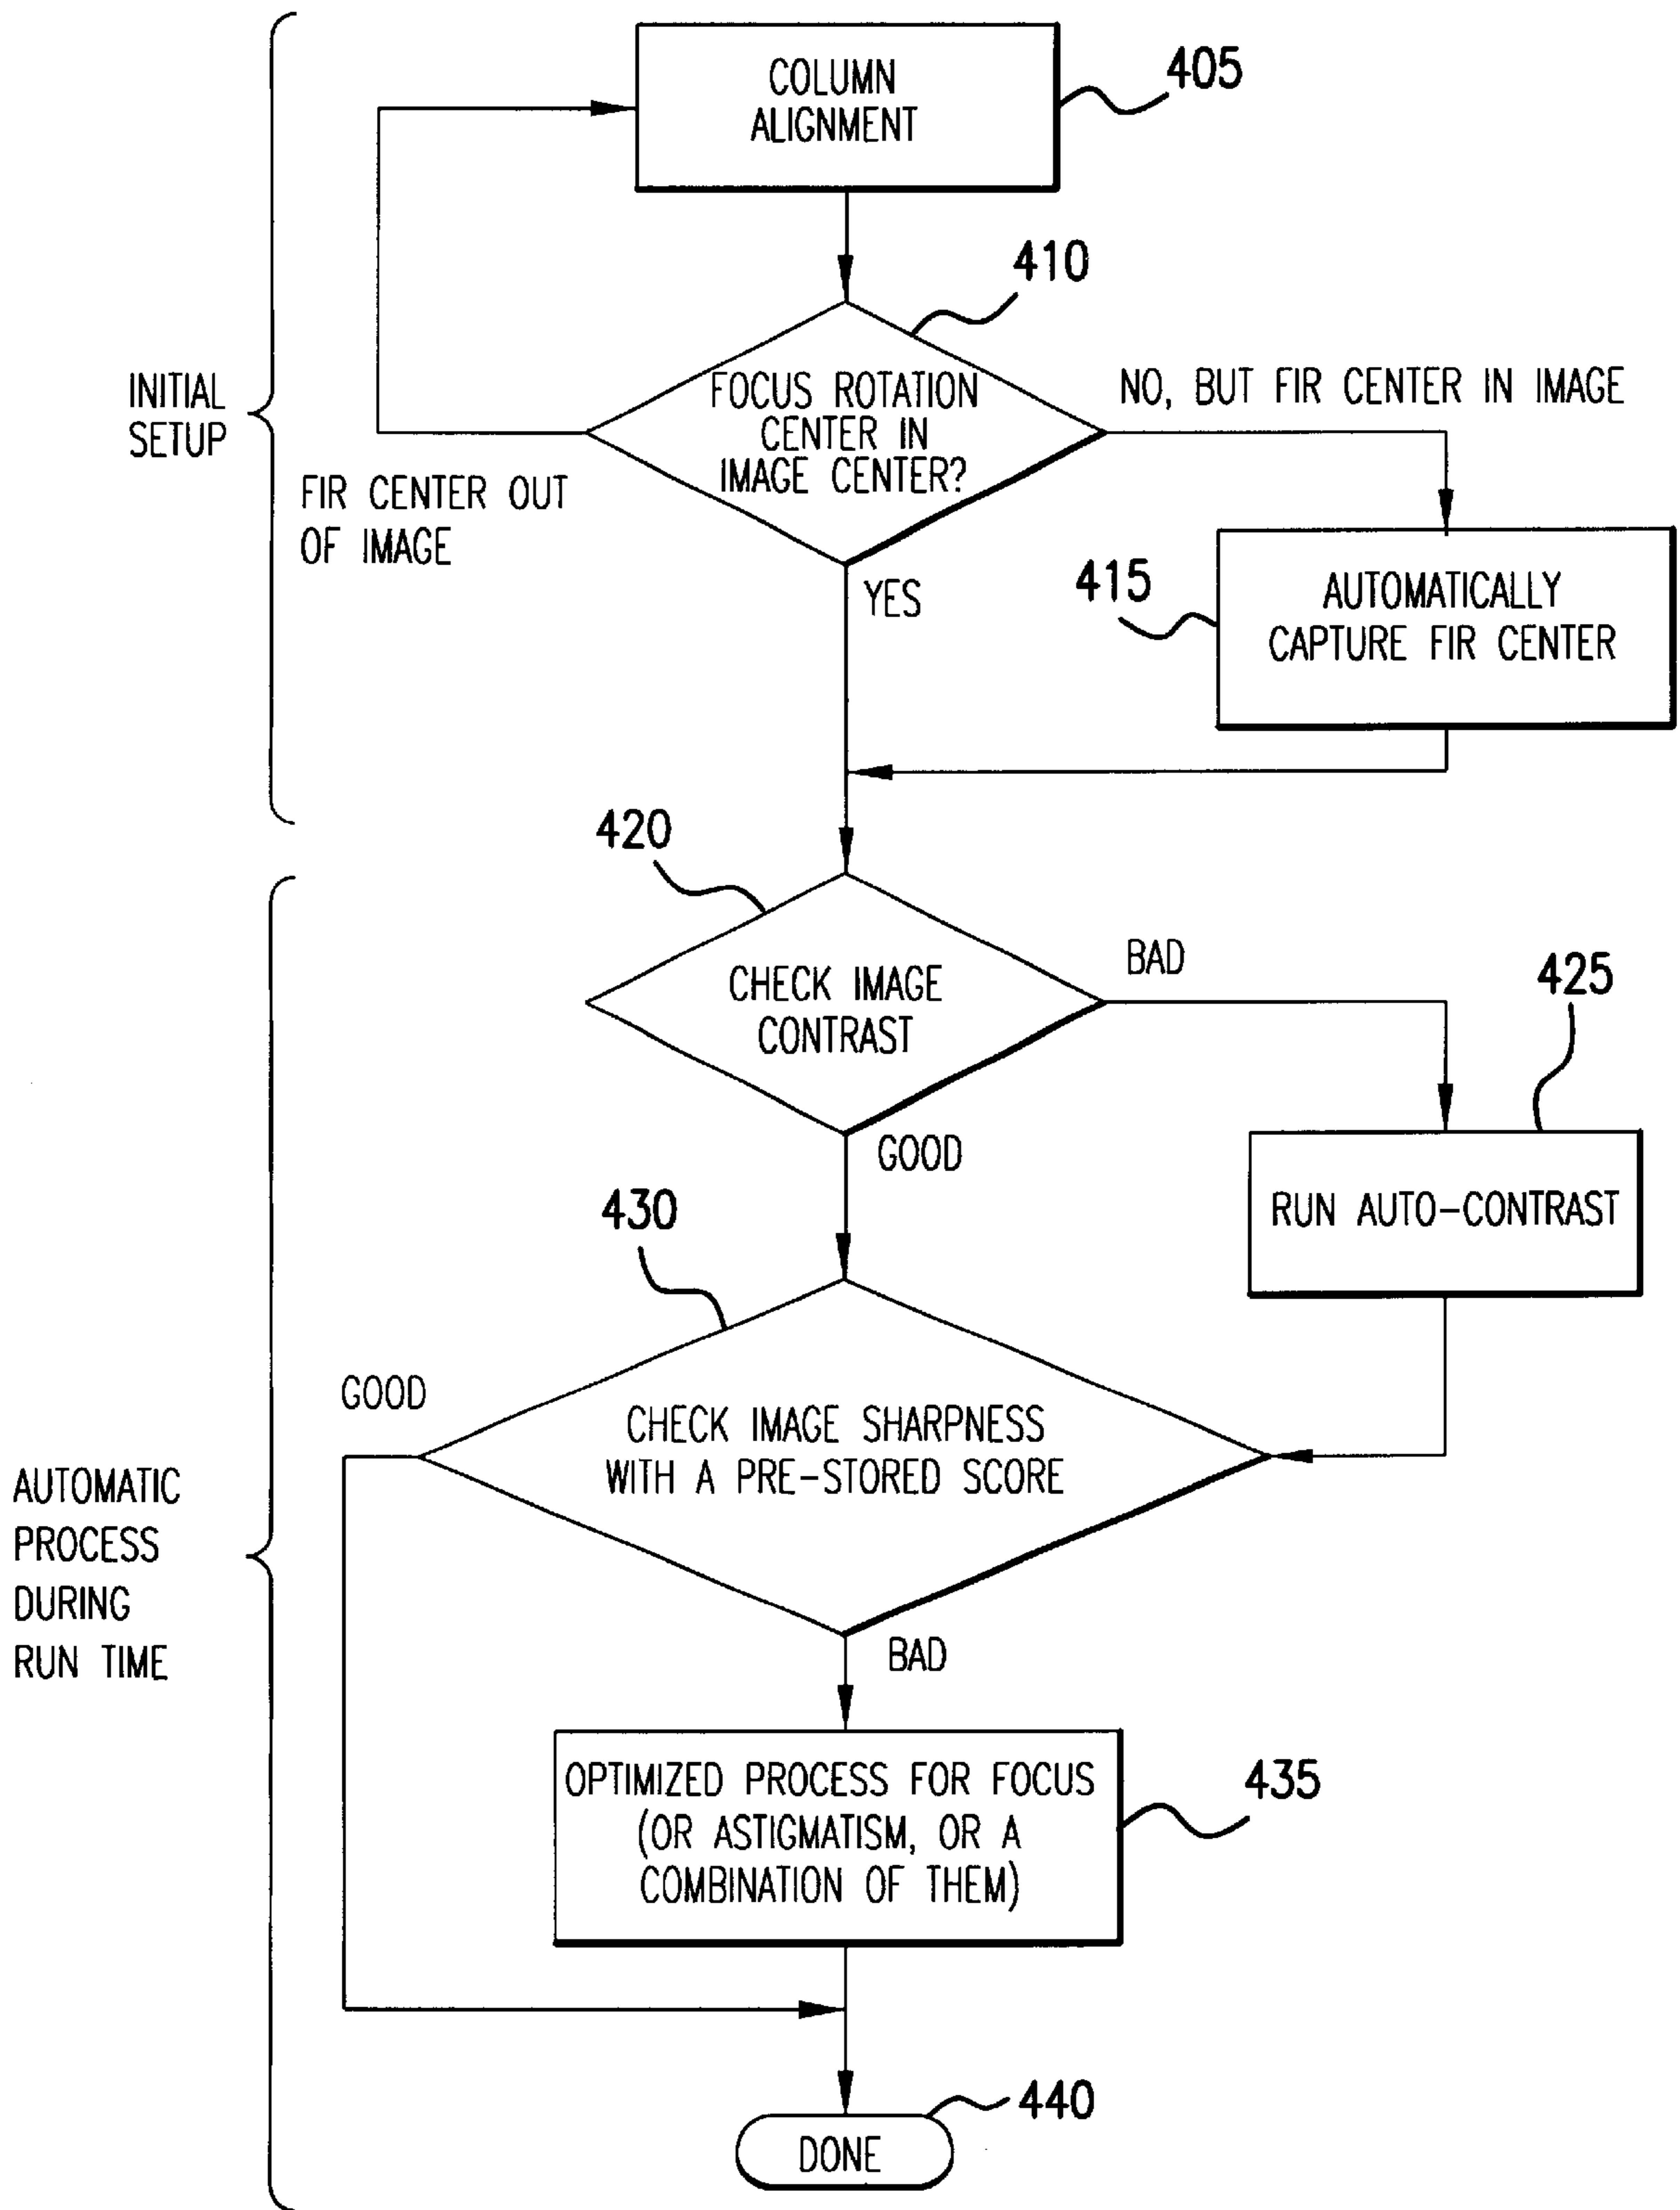 COLUMN
ALIGNMENT
405
410
FOCUS ROTATION
CENTER IN
IMAGE CENTER?
NO, BUT FIR CENTER IN IMAGE
INITIAL
SETUP
FIR CENTER OUT
OF IMAGE
YES
415
AUTOMATICALLY
CAPTURE FIR CENTER
420
CHECK IMAGE
CONTRAST
BAD
425
GOOD
RUN AUTO-CONTRAST
430
GOOD
CHECK IMAGE SHARPNESS
WITH A PRE-STORED SCORE
AUTOMATIC
PROCESS
DURING
RUN TIME
BAD
OPTIMIZED PROCESS FOR FOCUS
(OR ASTIGMATISM, OR A
COMBINATION OF THEM)
435
440
DONE